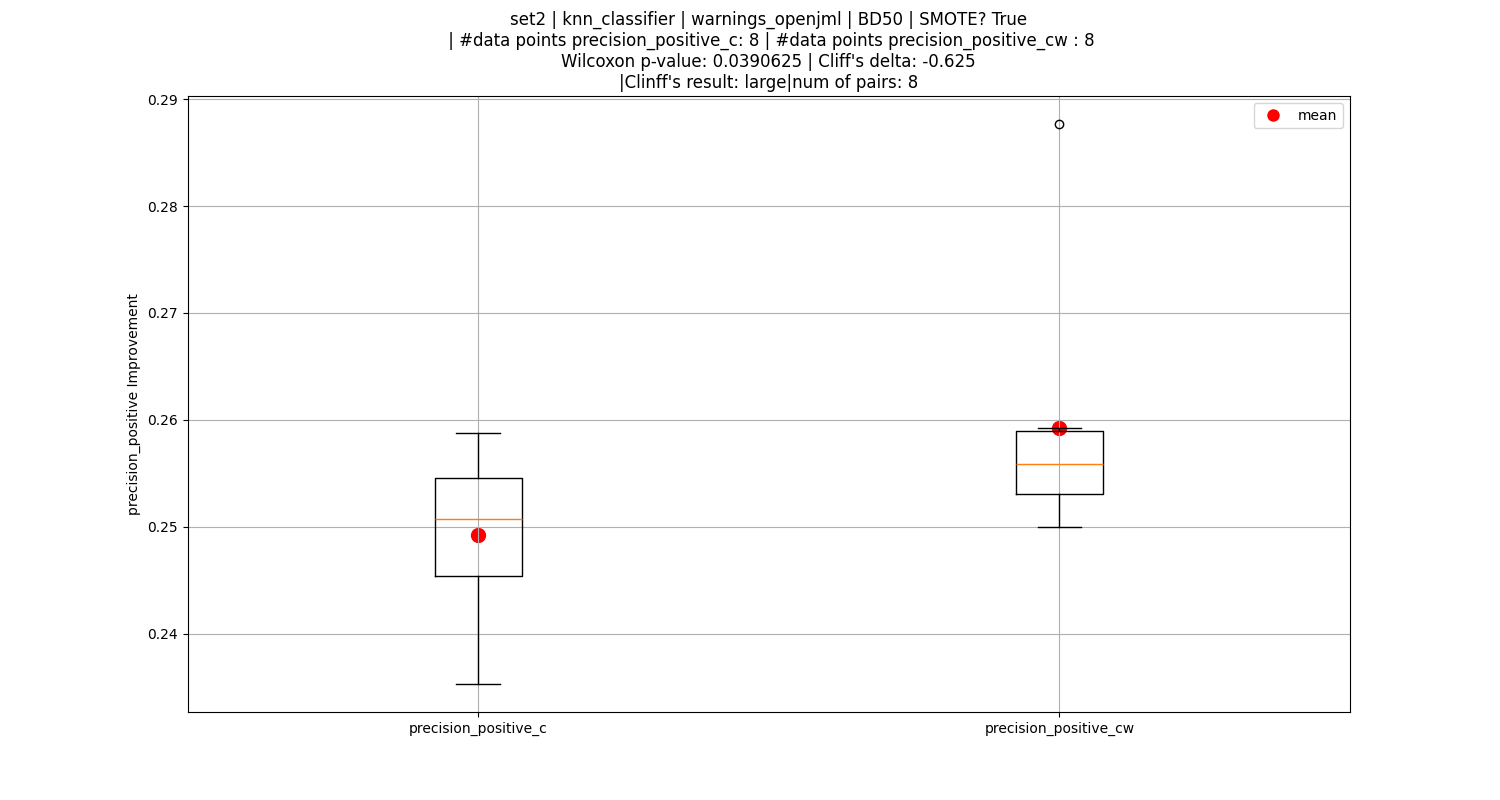 set2 | knn_classifier | warnings_openjml | BD50 | SMOTE? True
| #data points precision_positive_c: 8 | #data points precision_positive_cw : 8
Wilcoxon p-value: 0.0390625 | Cliff's delta: -0.625
|Clinff's result: large|num of pairs: 8
mean
0.29
0.28
0.27
0.26
0.25
0.24
precision_positive Improvement
precision_positive_c
precision_positive_cw